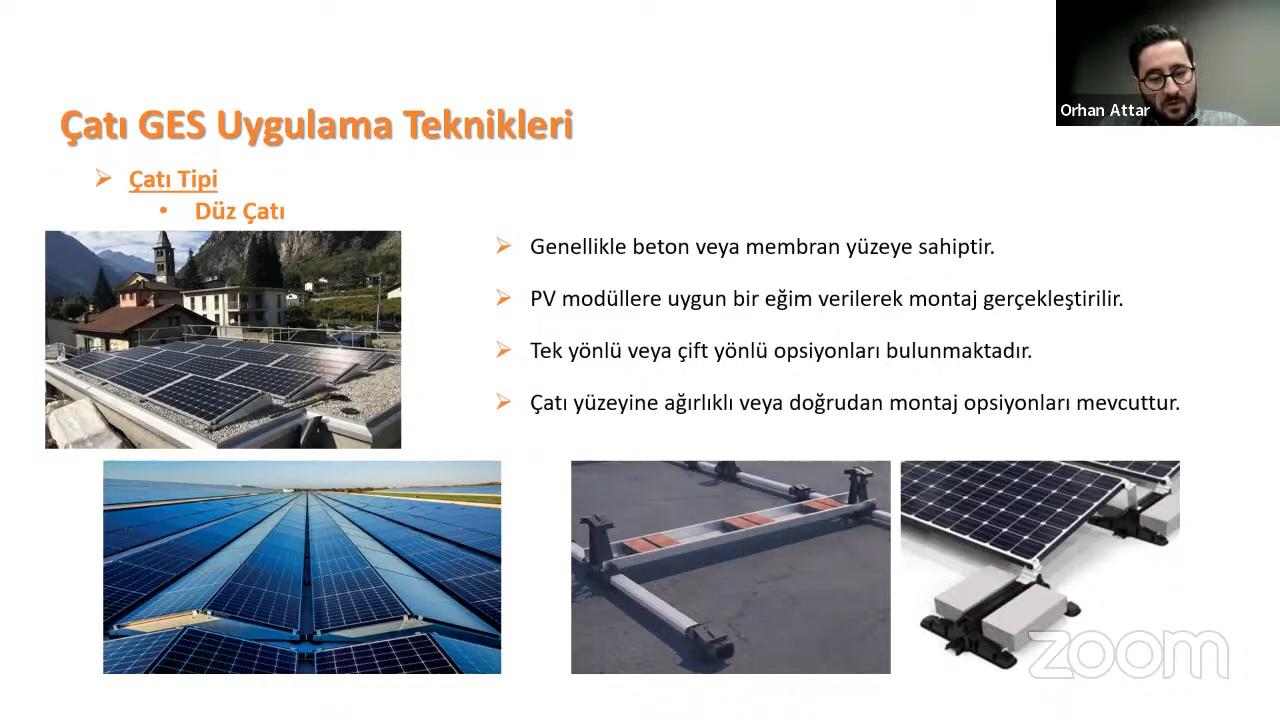 Orhan Attar
Çatı GES Uygulama Teknikleri
Çatı Tipi
Düz Çatı
Genellikle beton veya membran yüzeye sahiptir.
PV modüllere uygun bir eğim verilerek montaj gerçekleştirilir.
Tek yönlü veya çift yönlü opsiyonları bulunmaktadır.
Çatı yüzeyine ağırlıklı veya doğrudan montaj opsiyonları mevcuttur.
zoom